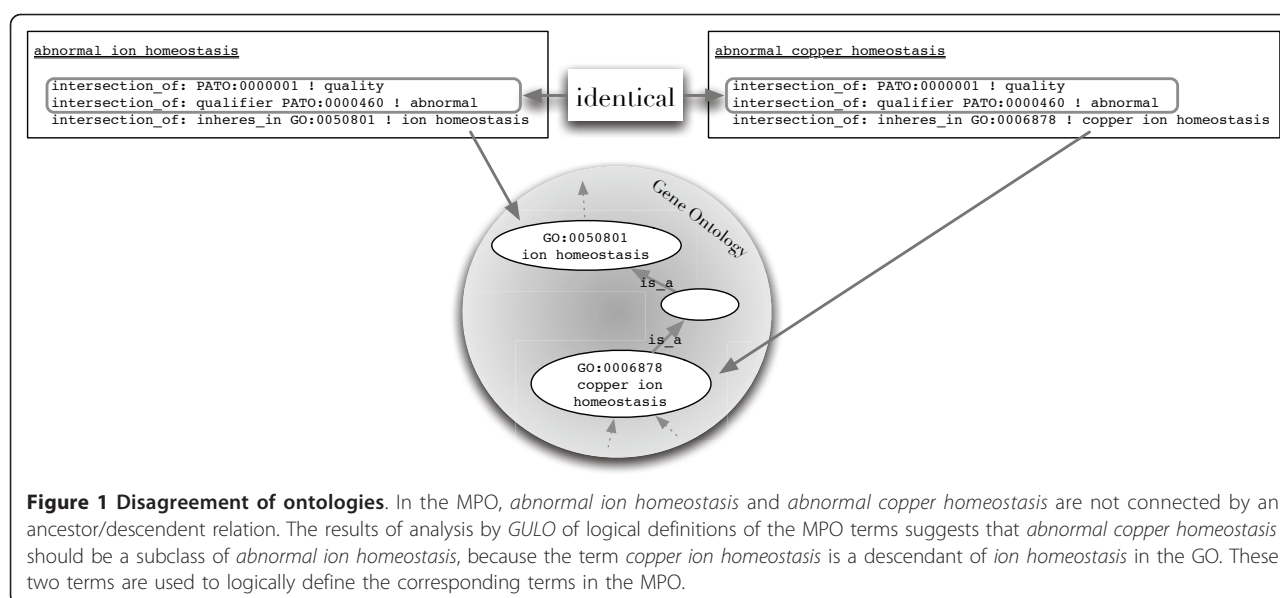 abnormal ion homeostasis
intersection_of: PATO:0000001 ! quality
intersection_of: qualifier PATO:0000460 ! abnormal
intersection_of: inheres_in GO:0050801 ! ion homeostasis
identical
abnormal copper homeostasis
intersection_of: PATO:0000001 ! quality
intersection_of: qualifier PATO:0000460 ! abnormal
intersection_of: inheres_in GO:0006878 ! copper ion homeostasis
Gene Ontology
GO:0050801
ion homeostasis
is_a
is_a
GO:0006878
copper ion
homeostasis
Figure 1 Disagreement of ontologies. In the MPO, abnormal ion homeostasis and abnormal copper homeostasis are not connected by an
ancestor/descendent relation. The results of analysis by GULO of logical definitions of the MPO terms suggests that abnormal copper homeostasis
should be a subclass of abnormal ion homeostasis, because the term copper ion homeostasis is a descendant of ion homeostasis in the GO. These
two terms are used to logically define the corresponding terms in the MPO.